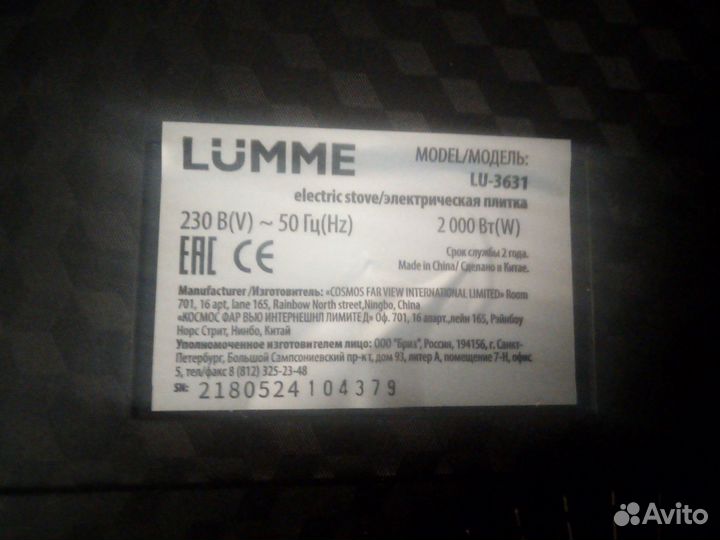 LUMME
MODEL/МОДЕЛЬ:
LU-3631
electric stove/электрическая плитка
230 В(V) ~ 50 Гц(Hz)
2 000 Вт(W)
EAC CE
Срок службы 2 года.
Made in China/ Сделано в Китае.
Manufacturer /Изготовитель: «COSMOS FAR VIEW INTERNATIONAL LIMITED» Room
701, 16 apt, lane 165, Rainbow North street,Ningbo, China
«КОСМОС ФАР ВЬЮ ИНТЕРНЕШНЛ ЛИМИТЕД» Оф. 701, 16 апарт.,лейн 165, Рэйнбоу
Норс Стрит, Нинбо, Китай
Уполномоченное изготовителем лицо: ООО "Бриз", Россия, 194156, г. Санкт-
Петербург, Большой Сампсониевский пр-кт, дом 93, литер А, помещение 7-Н, офис
5, тел/факс 8 (812) 325-23-48
SN: 2180524104379
Avito